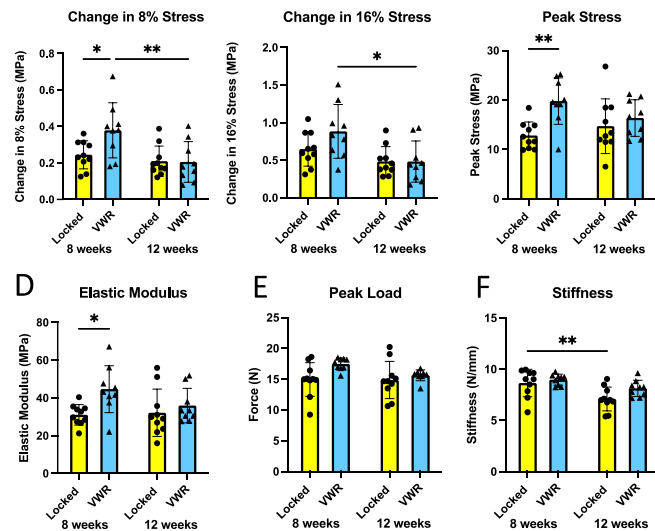 Change in 8% Stress
Change in 16% Stress
Peak Stress
Change in 8% Stress (MPa)
0.8
0.6
0.4
0.2
0.0
*
**
Locked
VWR
Locked
VWR
8 weeks
12 weeks
Change in 16% Stress (MPa)
2.0
1.5
1.0
0.5
0.0
*
Locked
VWR
Locked
VWR
8 weeks
12 weeks
Peak Stress (MPa)
30
20
10
0
**
Locked
VWR
Locked
VWR
8 weeks
12 weeks
D
Elastic Modulus
Elastic Modulus (MPa)
80
60
40
20
0
*
Locked
VWR
Locked
VWR
8 weeks
12 weeks
E
Peak Load
Force (N)
25
20
15
10
5
0
Locked
VWR
Locked
VWR
8 weeks
12 weeks
F
Stiffness
Stiffness (N/mm)
15
10
5
0
**
Locked
VWR
Locked
VWR
8 weeks
12 weeks